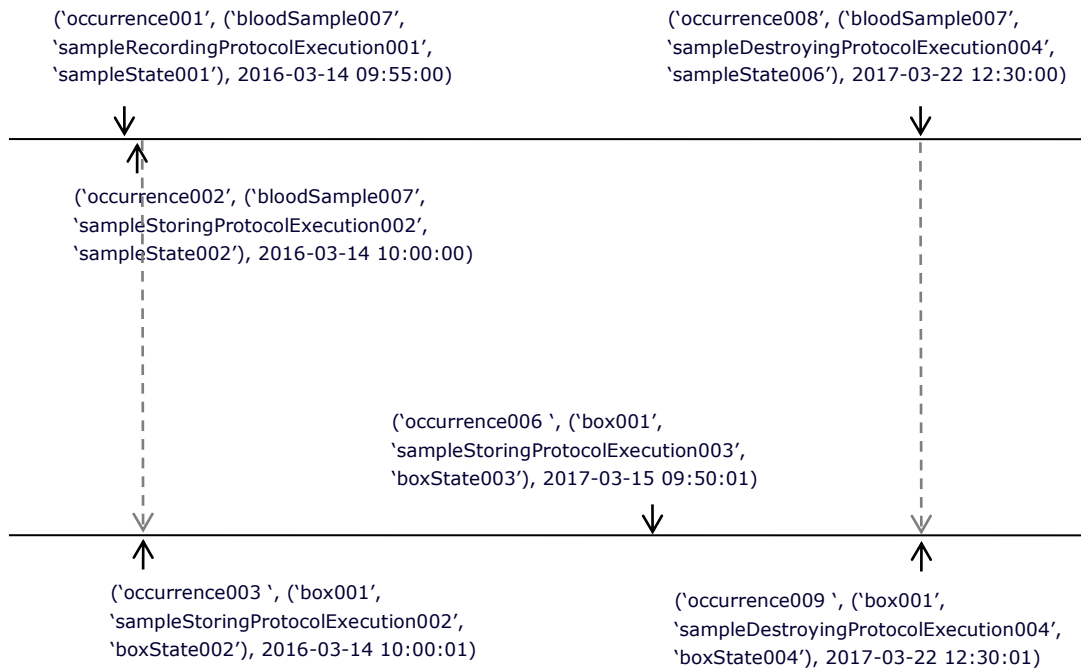 (‘occurrence001’, (‘bloodSample007’,
‘sampleRecordingProtocolExecution001’,
‘sampleState001’), 2016-03-14 09:55:00)
(‘occurrence008’, (‘bloodSample007’,
‘sampleDestroyingProtocolExecution004’,
‘sampleState006’), 2017-03-22 12:30:00)
(‘occurrence002’, (‘bloodSample007’,
‘sampleStoringProtocolExecution002’,
‘sampleState002’), 2016-03-14 10:00:00)
(‘occurrence006 ‘, (‘box001’,
‘sampleStoringProtocolExecution003’,
‘boxState003’), 2017-03-15 09:50:01)
(‘occurrence003 ‘, (‘box001’,
‘sampleStoringProtocolExecution002’,
‘boxState002’), 2016-03-14 10:00:01)
(‘occurrence009 ‘, (‘box001’,
‘sampleDestroyingProtocolExecution004’,
‘boxState004’), 2017-03-22 12:30:01)